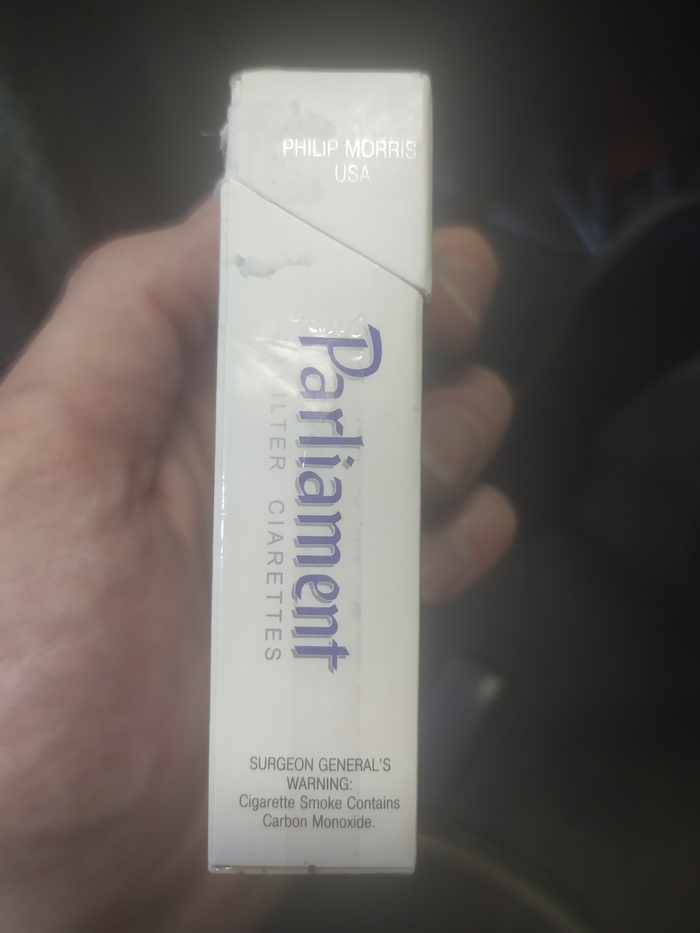 PHILIP MORRIS
USA
Parliament
ILTER CIARETTES
SURGEON GENERAL'S
WARNING:
Cigarette Smoke Contains
Carbon Monoxide.